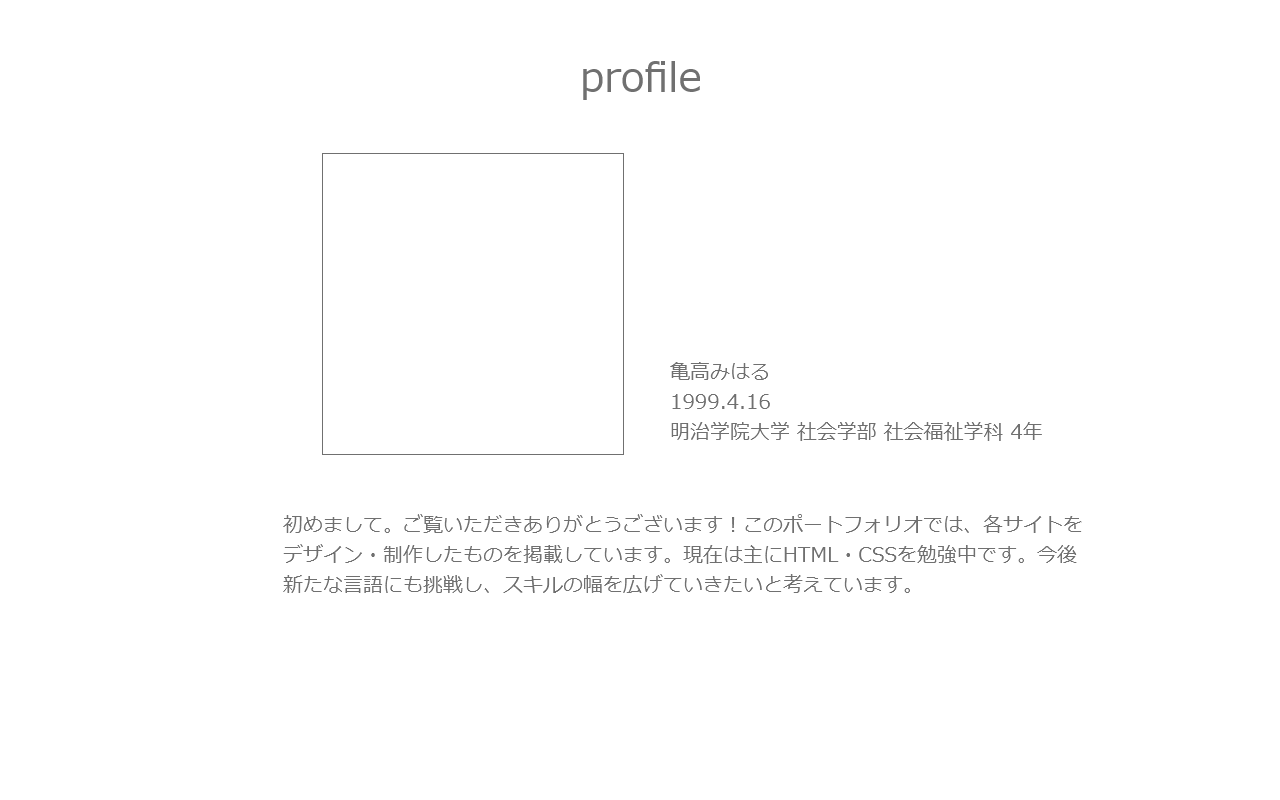 profile
亀高みはる
1999.4.16
明治学院大学 社会学部 社会福祉学科 4年
初めまして。ご覧いただきありがとうございます！このポートフォリオでは、各サイトを
デザイン・制作したものを掲載しています。現在は主にHTML・CSSを勉強中です。今後
新たな言語にも挑戦し、スキルの幅を広げていきたいと考えています。